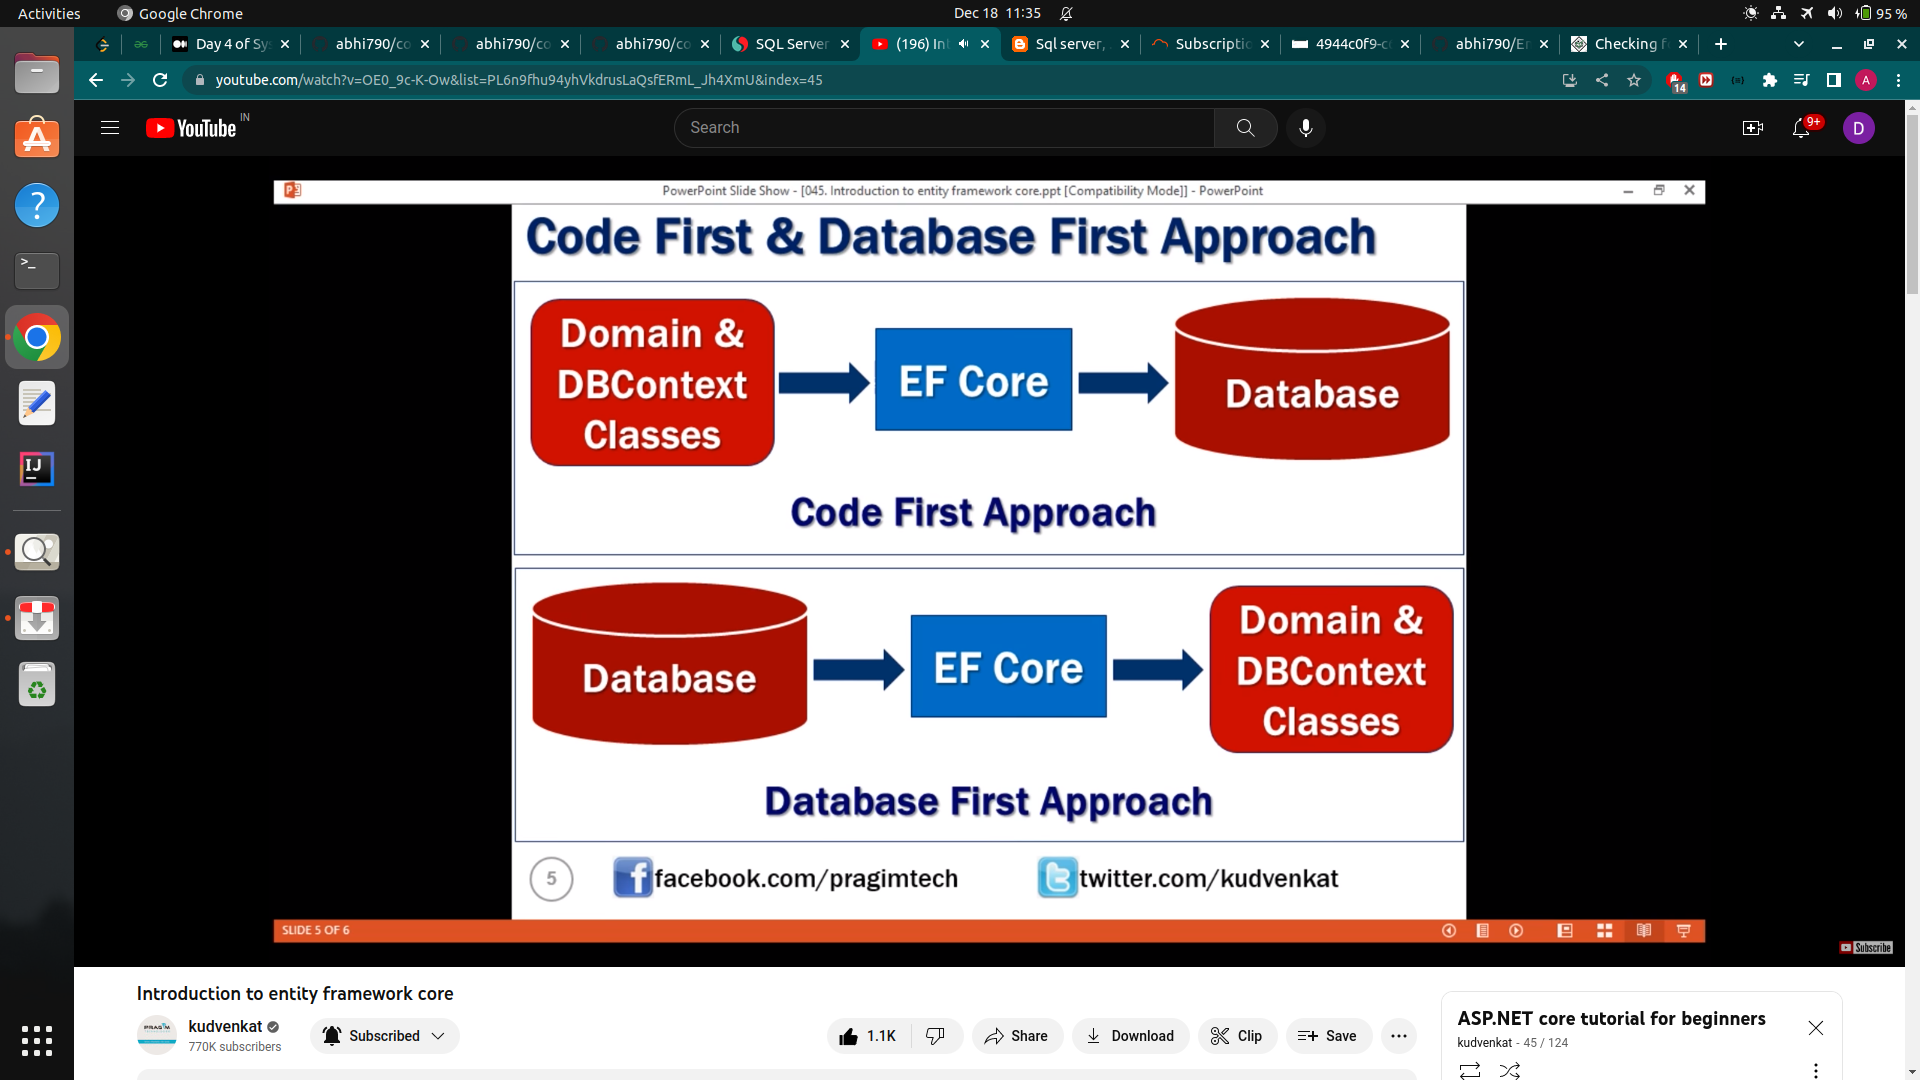 Activities
Google Chrome
Dec 18 11:35
95 %
Day 4 of Sys
abhi790/co
abhi790/co
abhi790/co
SQL Server
(196) Int
Sql server,
Subscriptio
4944c0f9-c
abhi790/En
Checking f
youtube.com/watch?v=OE0_9c-K-Ow&list=PL6n9fhu94yhVkdrusLaQsfERmL_Jh4XmU&index=45
14
A
YouTube IN
Search
9+
D
PowerPoint Slide Show - [045. Introduction to entity framework core.ppt [Compatibility Mode]] - PowerPoint
Code First & Database First Approach
Domain &
DBContext
Classes
EF Core
Database
Code First Approach
Database
EF Core
Domain &
DBContext
Classes
Database First Approach
5
facebook.com/pragimtech
twitter.com/kudvenkat
SLIDE 5 OF 6
Subscribe
Introduction to entity framework core
PRAGIM
kudvenkat
770K subscribers
Subscribed
1.1K
Share
Download
Clip
Save
ASP.NET core tutorial for beginners
kudvenkat - 45 / 124